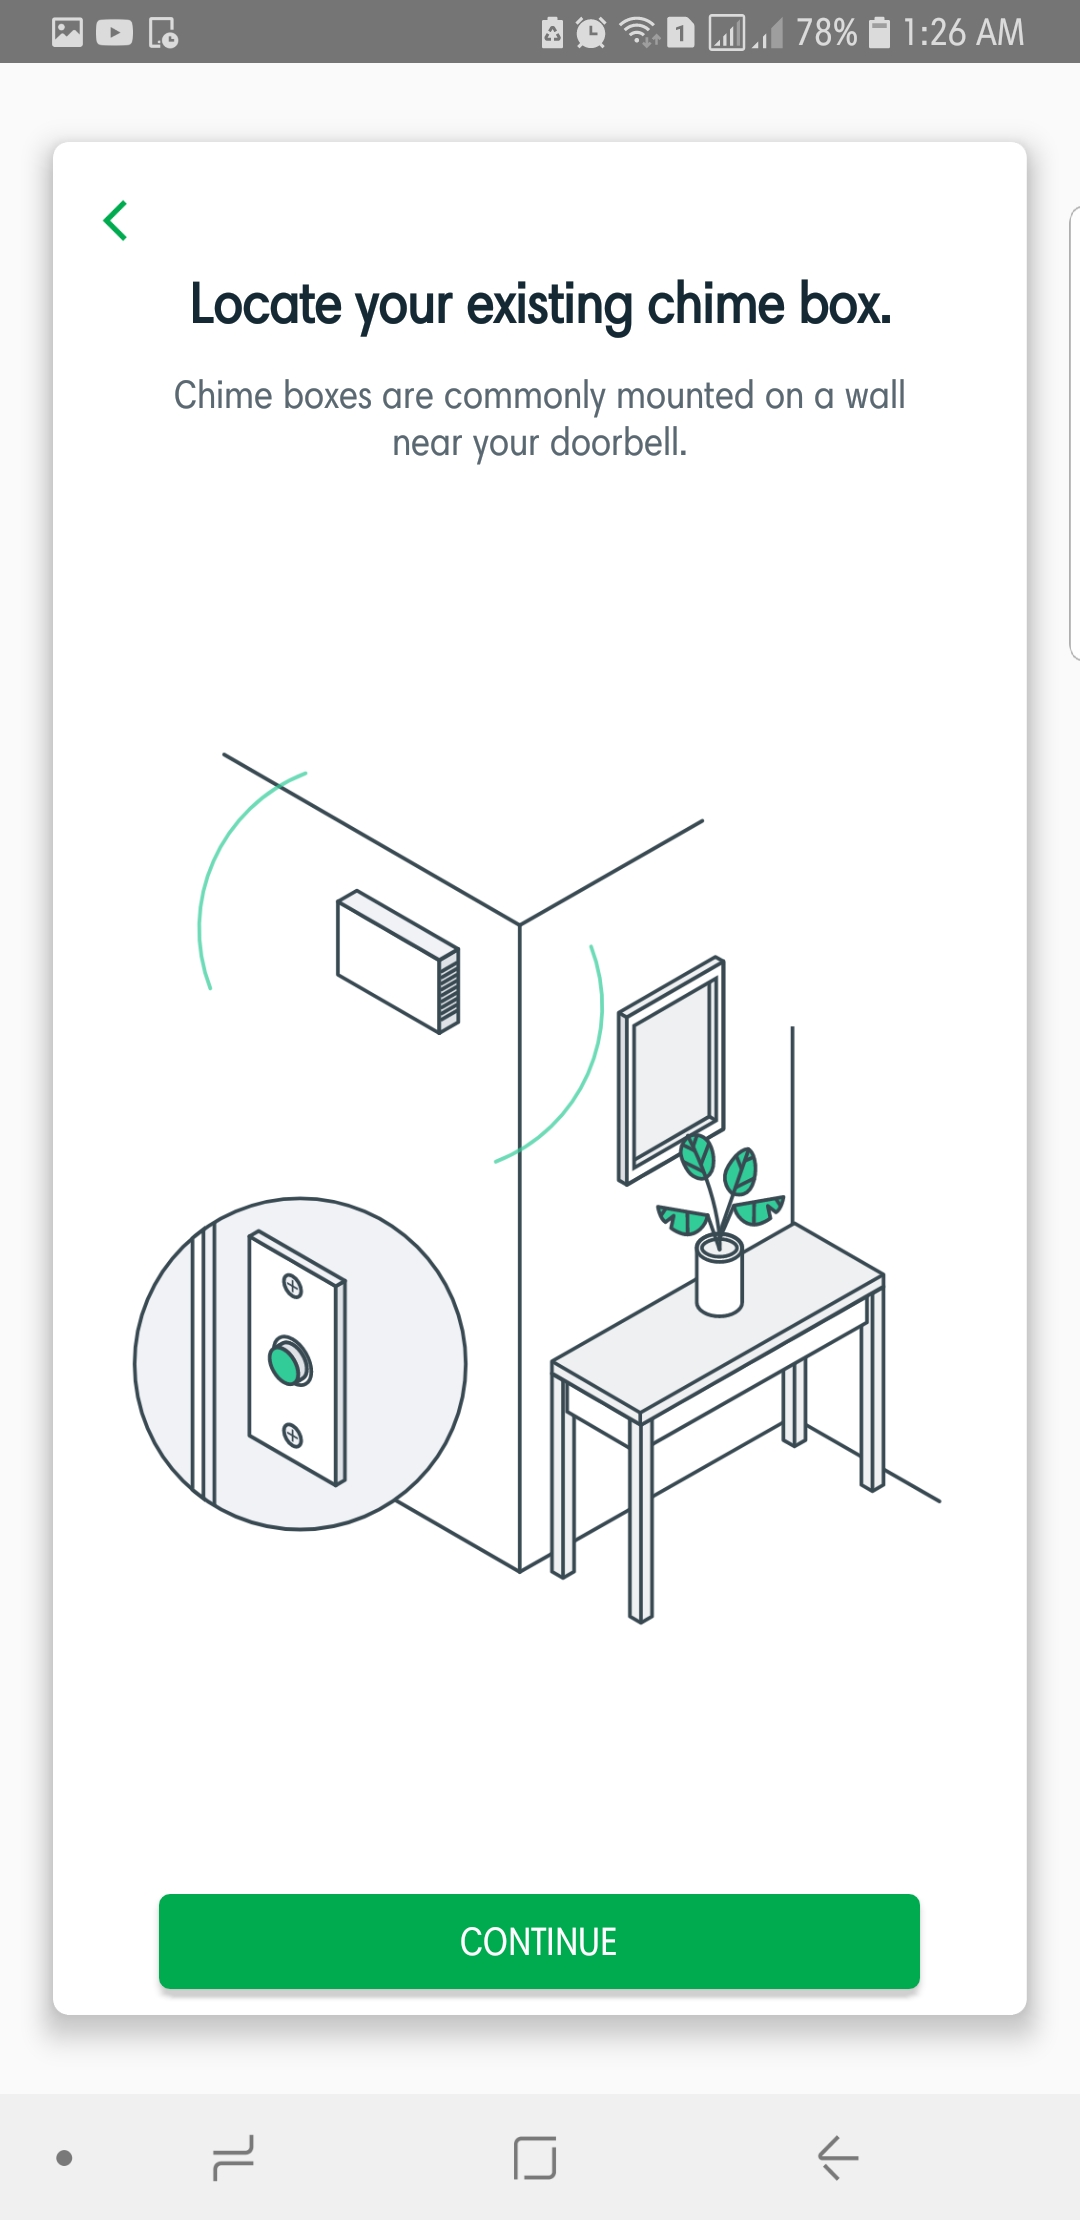 1 78% 1:26 AM
Locate your existing chime box.
Chime boxes are commonly mounted on a wall
near your doorbell.
CONTINUE